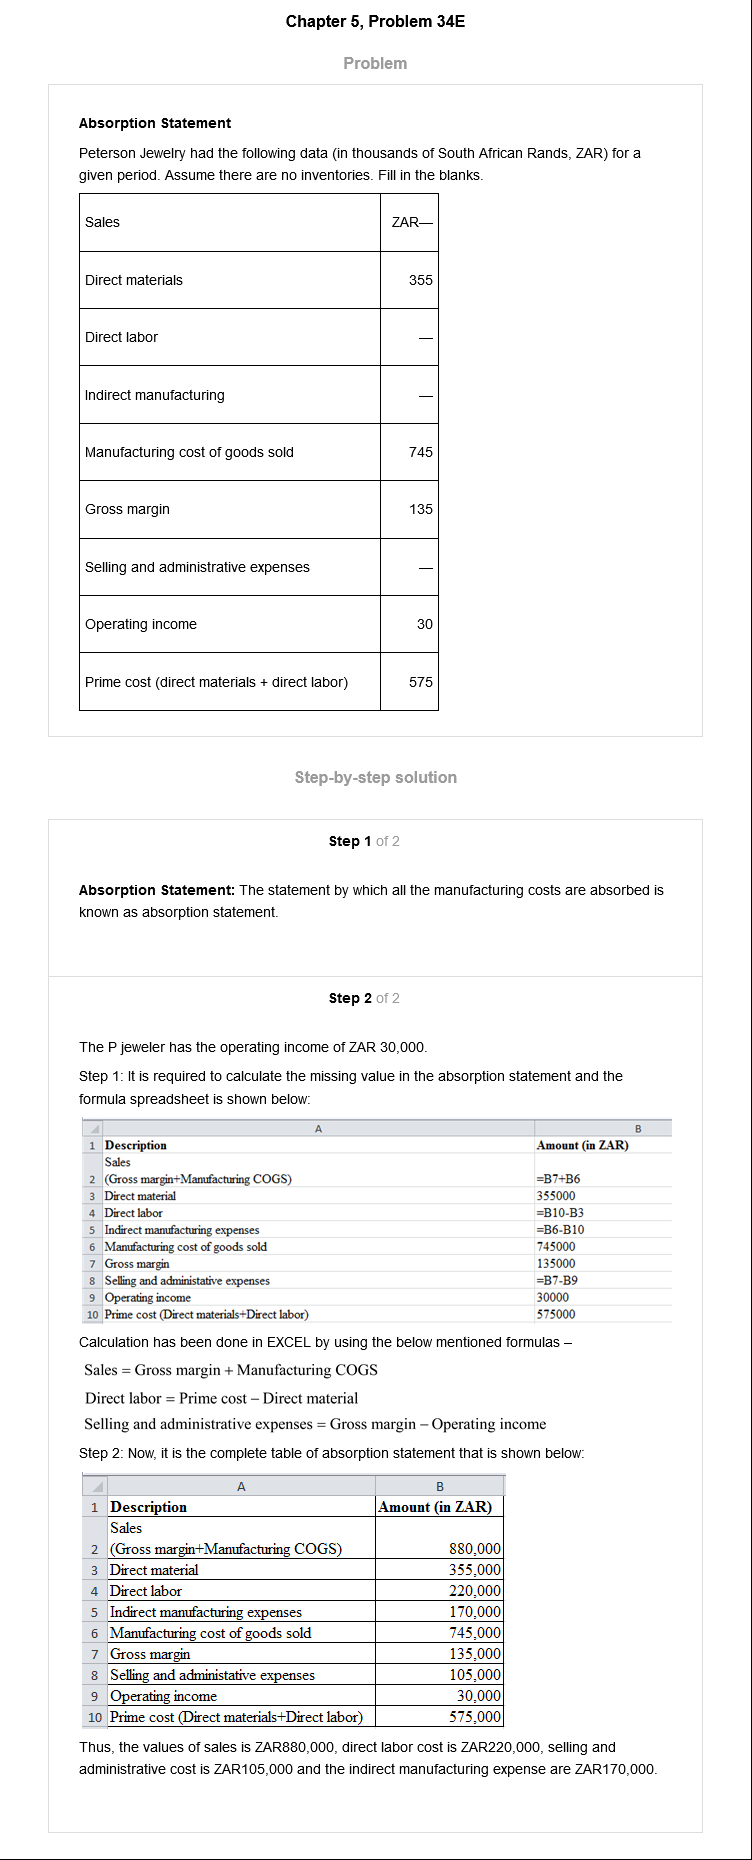 Chapter 5, Problem 34E
Problem
Absorption Statement
Peterson Jewelry had the following data (in thousands of South African Rands, ZAR) for a
given period. Assume there are no inventories. Fill in the blanks.
Sales ZAR—
Direct materials 355
Direct labor —
Indirect manufacturing —
Manufacturing cost of goods sold 745
Gross margin 135
Selling and administrative expenses —
Operating income 30
Prime cost (direct materials + direct labor) 575
Step-by-step solution
Step 1 of 2
Absorption Statement: The statement by which all the manufacturing costs are absorbed is
known as absorption statement.
Step 2 of 2
The P jeweler has the operating income of ZAR 30,000.
Step 1: It is required to calculate the missing value in the absorption statement and the
formula spreadsheet is shown below:
A B
1 Description Amount (in ZAR)
Sales
2 (Gross margin+Manufacturing COGS) =B7+B6
3 Direct material 355000
4 Direct labor =B10-B3
5 Indirect manufacturing expenses =B6-B10
6 Manufacturing cost of goods sold 745000
7 Gross margin 135000
8 Selling and administative expenses =B7-B9
9 Operating income 30000
10 Prime cost (Direct materials+Direct labor) 575000
Calculation has been done in EXCEL by using the below mentioned formulas –
Sales = Gross margin + Manufacturing COGS
Direct labor = Prime cost − Direct material
Selling and administrative expenses = Gross margin − Operating income
Step 2: Now, it is the complete table of absorption statement that is shown below:
A B
1 Description Amount (in ZAR)
Sales
2 (Gross margin+Manufacturing COGS) 880,000
3 Direct material 355,000
4 Direct labor 220,000
5 Indirect manufacturing expenses 170,000
6 Manufacturing cost of goods sold 745,000
7 Gross margin 135,000
8 Selling and administative expenses 105,000
9 Operating income 30,000
10 Prime cost (Direct materials+Direct labor) 575,000
Thus, the values of sales is ZAR880,000, direct labor cost is ZAR220,000, selling and
administrative cost is ZAR105,000 and the indirect manufacturing expense are ZAR170,000.